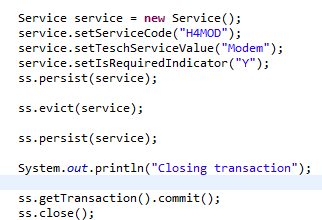 Service service = new Service();
service.setServiceCode("H4MOD");
service.setTeschServiceValue("Modem");
service.setIsRequiredIndicator("Y");
ss.persist(service);
ss.evict(service);
ss.persist(service);
System.out.println("Closing transaction");
ss.getTransaction().commit();
ss.close();